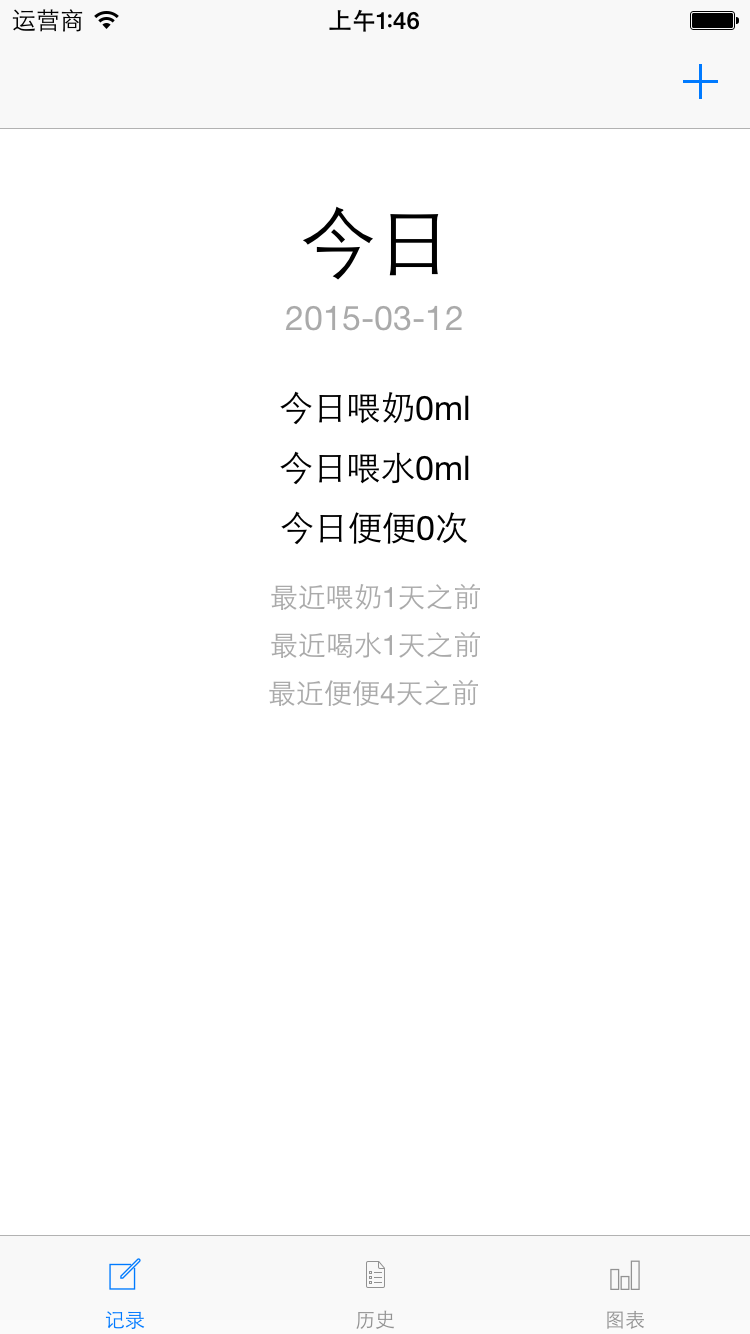 运营商 上午1:46
今日
2015-03-12
今日喂奶0ml
今日喂水0ml
今日便便0次
最近喂奶1天之前
最近喝水1天之前
最近便便4天之前
记录 历史 图表